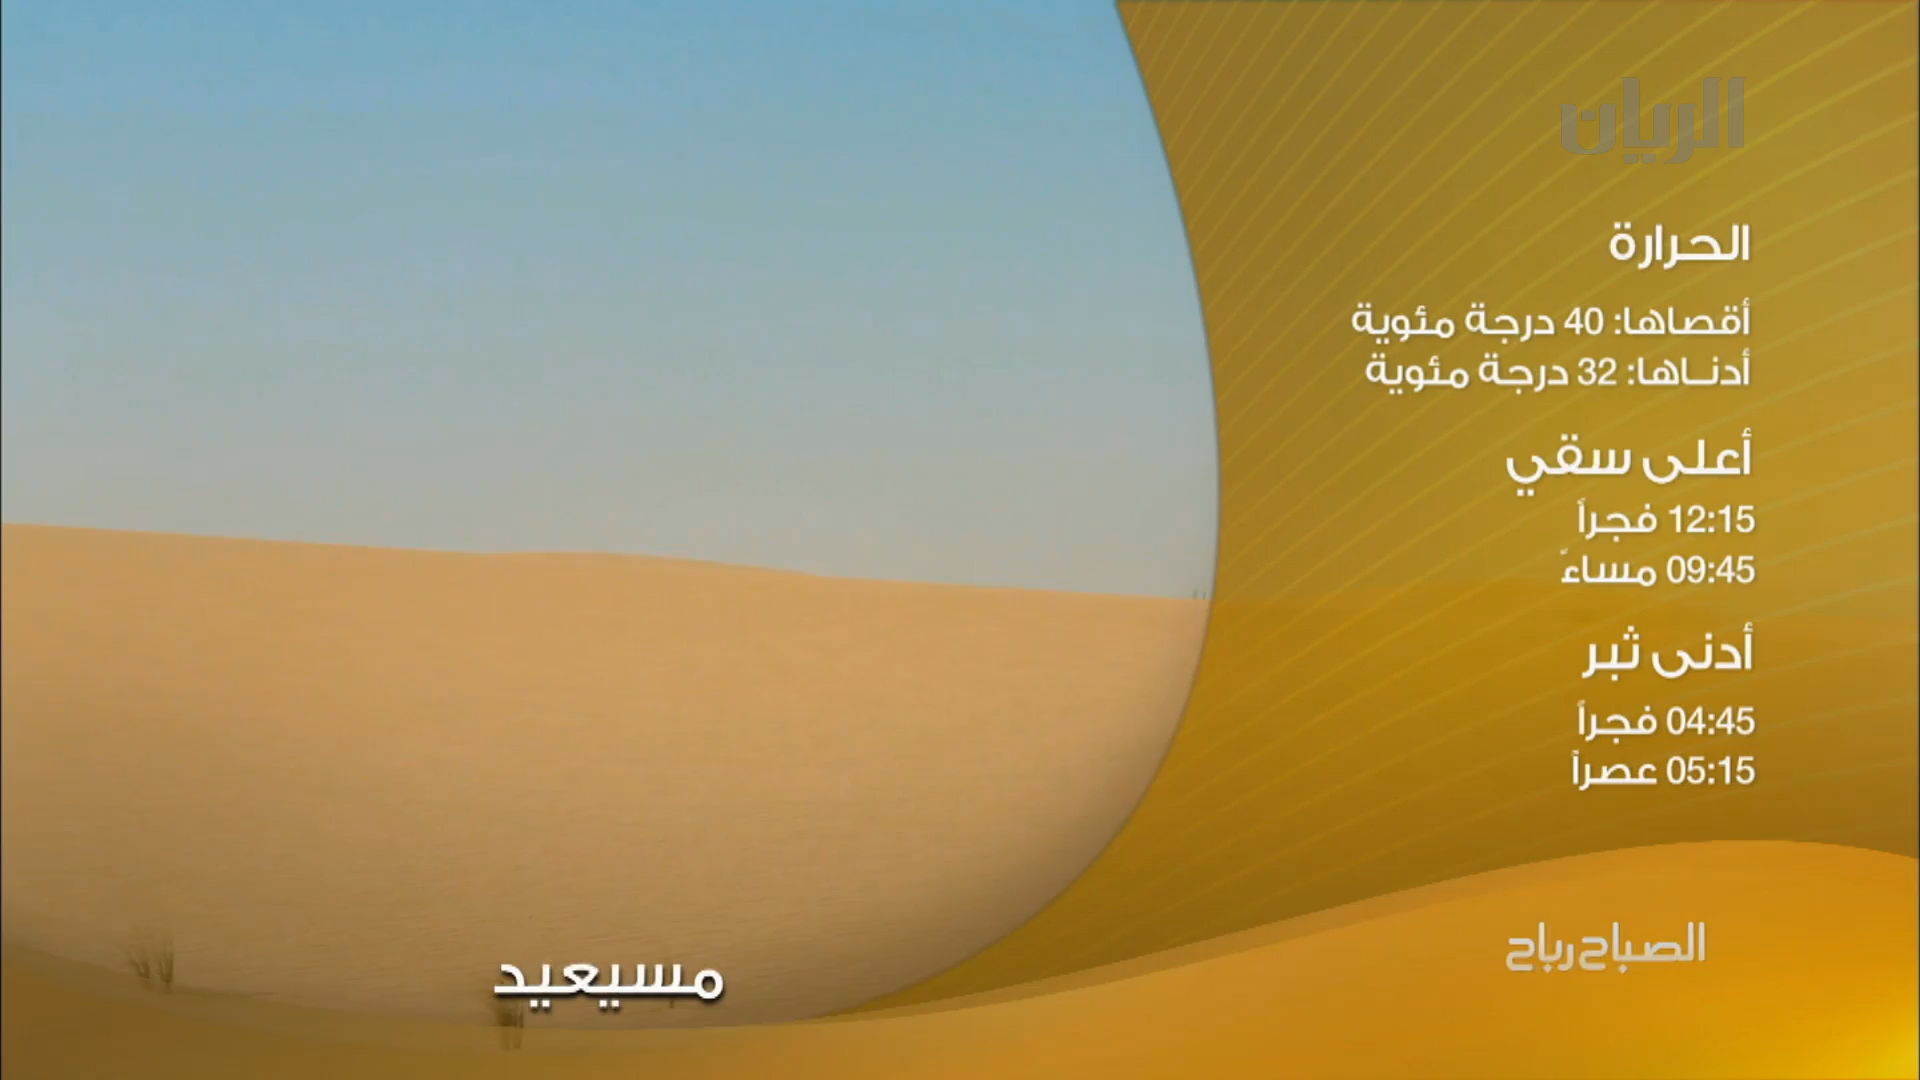 الريان
الحرارة
أقصاها: 40 درجة مئوية
أدنـاها: 32 درجة مئوية
أعلى سقي
12:15 فجراً
09:45 مساءً
أدنى ثبر
04:45 فجراً
05:15 عصراً
الصباح رباح
مسيعيد